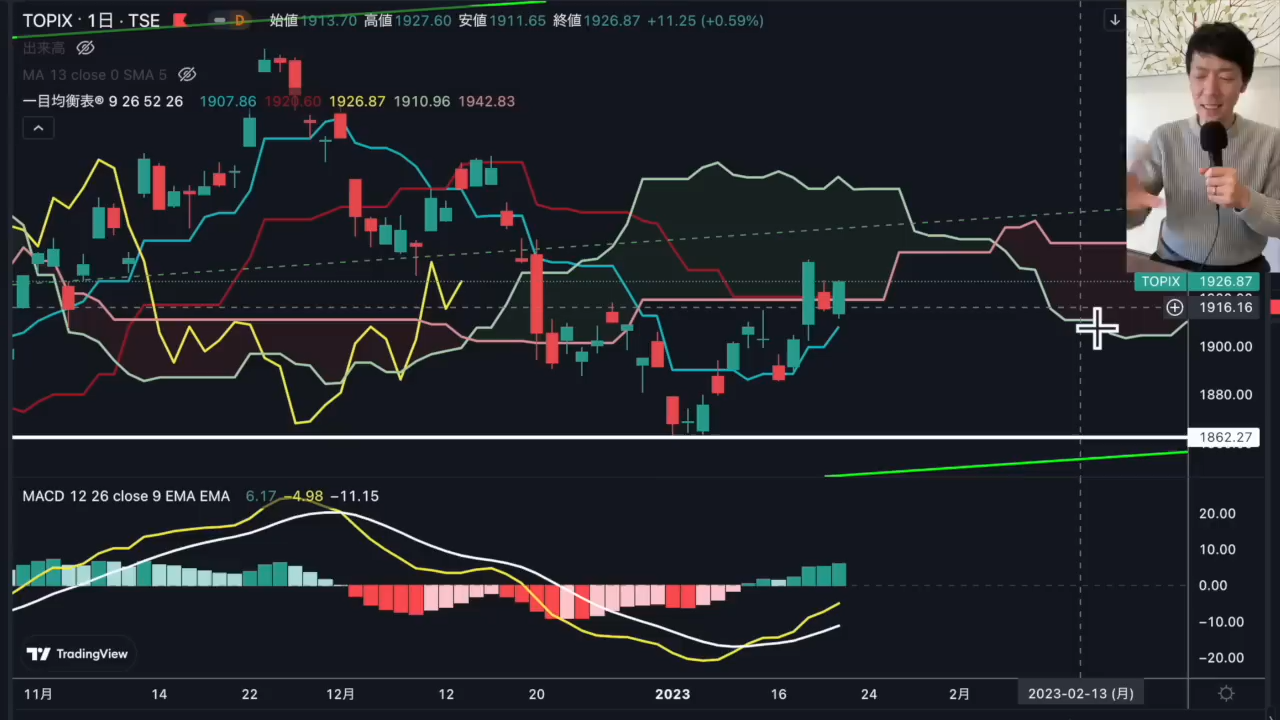 TOPIX · 1日 · TSE D 始値1913.70 高値1927.60 安値1911.65 終値1926.87 +11.25 (+0.59%)
出来高
MA 13 close 0 SMA 5
一目均衡表® 9 26 52 26 1907.86 1920.60 1926.87 1910.96 1942.83
TOPIX 1926.87
1916.16
1900.00
1880.00
1862.27
MACD 12 26 close 9 EMA EMA 6.17 −4.98 −11.15
20.00
10.00
0.00
−10.00
−20.00
TradingView
11月 14 22 12月 12 20 2023 16 24 2月 2023-02-13 (月)